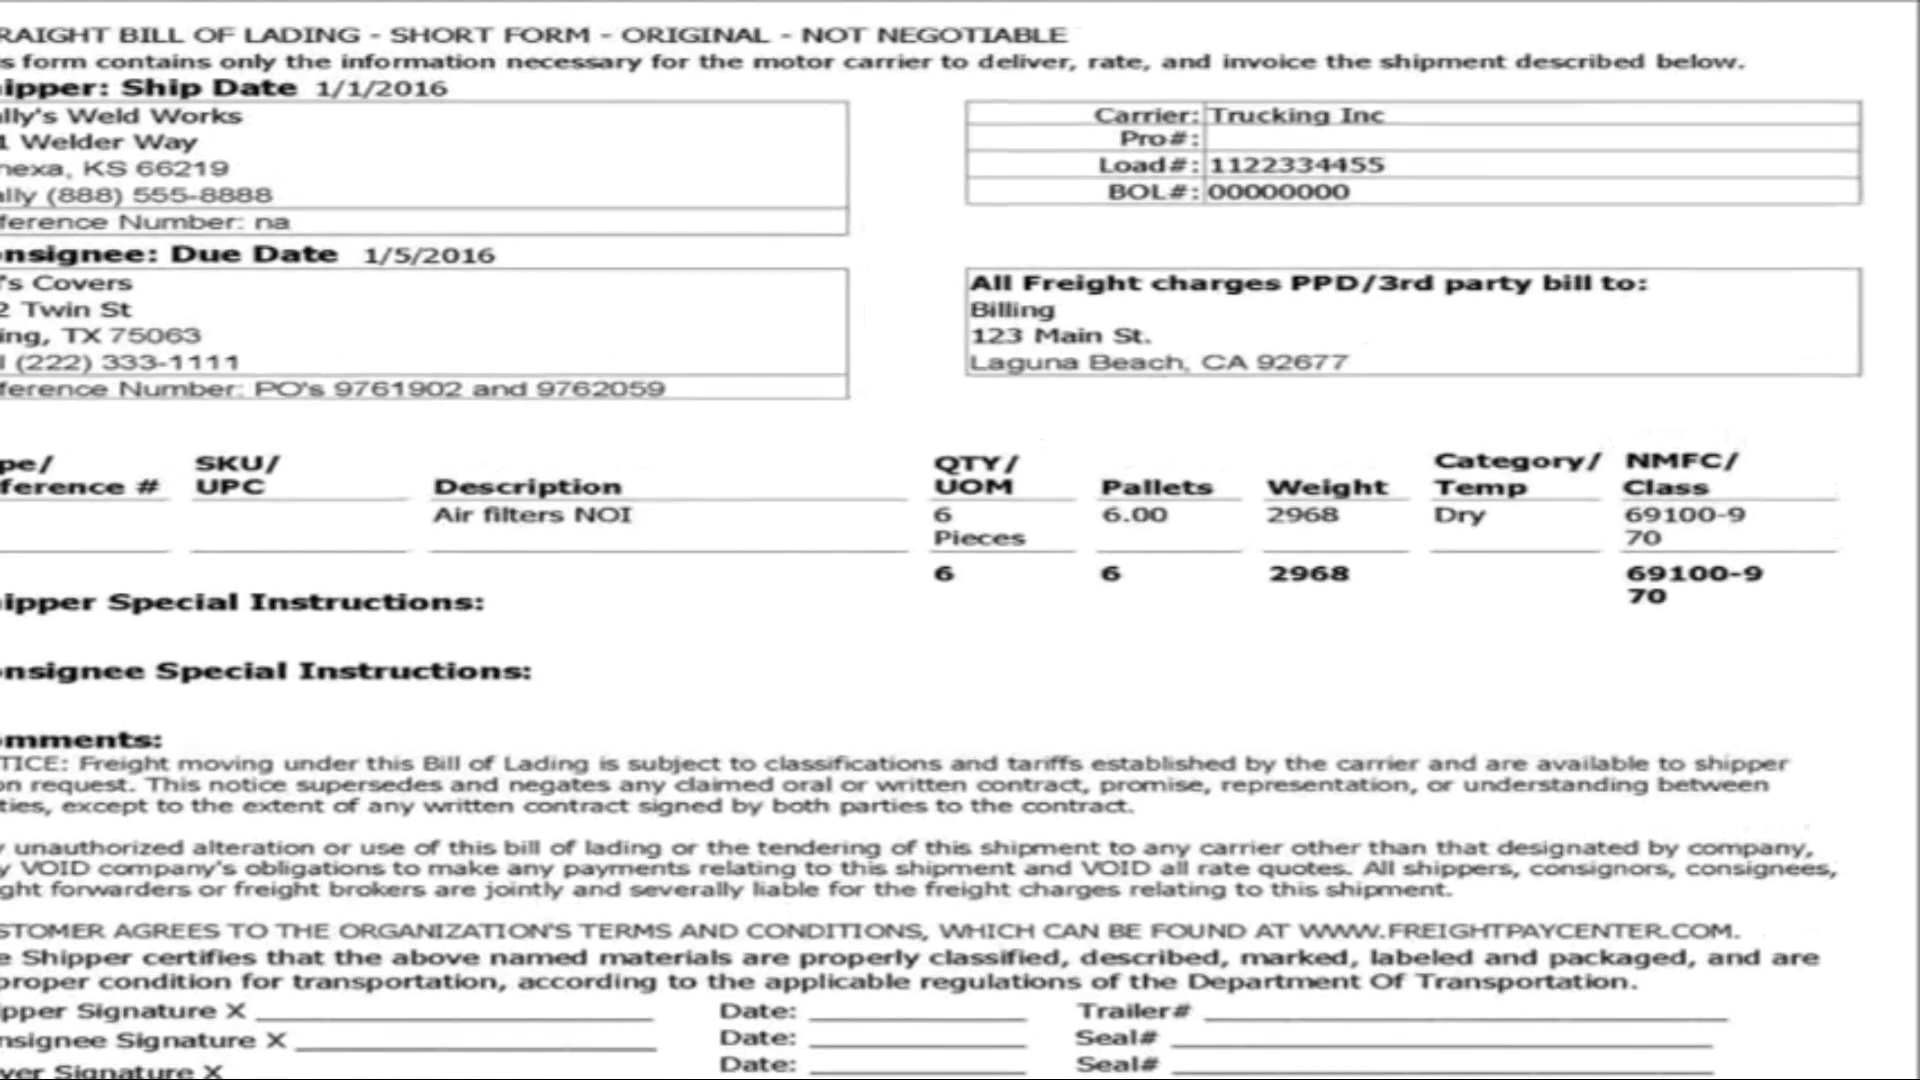 RAIGHT BILL OF LADING - SHORT FORM - ORIGINAL - NOT NEGOTIABLE
s form contains only the information necessary for the motor carrier to deliver, rate, and invoice the shipment described below.
ipper: Ship Date 1/1/2016
lly's Weld Works
1 Welder Way
nexa, KS 66219
ally (888) 555-8888
ference Number: na
Carrier: Trucking Inc
Pro#:
Load#: 1122334455
BOL#: 00000000
onsignee: Due Date 1/5/2016
's Covers
2 Twin St
ing, TX 75063
l (222) 333-1111
ference Number: PO's 9761902 and 9762059
All Freight charges PPD/3rd party bill to:
Billing
123 Main St.
Laguna Beach, CA 92677
pe/ SKU/ QTY/ Category/ NMFC/
ference # UPC Description UOM Pallets Weight Temp Class
Air filters NOI 6 6.00 2968 Dry 69100-9
Pieces 70
6 6 2968 69100-9
70
ipper Special Instructions:
onsignee Special Instructions:
omments:
TICE: Freight moving under this Bill of Lading is subject to classifications and tariffs established by the carrier and are available to shipper
on request. This notice supersedes and negates any claimed oral or written contract, promise, representation, or understanding between
ties, except to the extent of any written contract signed by both parties to the contract.
y unauthorized alteration or use of this bill of lading or the tendering of this shipment to any carrier other than that designated by company,
y VOID company's obligations to make any payments relating to this shipment and VOID all rate quotes. All shippers, consignors, consignees,
ght forwarders or freight brokers are jointly and severally liable for the freight charges relating to this shipment.
STOMER AGREES TO THE ORGANIZATION'S TERMS AND CONDITIONS, WHICH CAN BE FOUND AT WWW.FREIGHTPAYCENTER.COM.
e Shipper certifies that the above named materials are properly classified, described, marked, labeled and packaged, and are
proper condition for transportation, according to the applicable regulations of the Department Of Transportation.
ipper Signature X Date: Trailer#
nsignee Signature X Date: Seal#
ver Signature X Date: Seal#